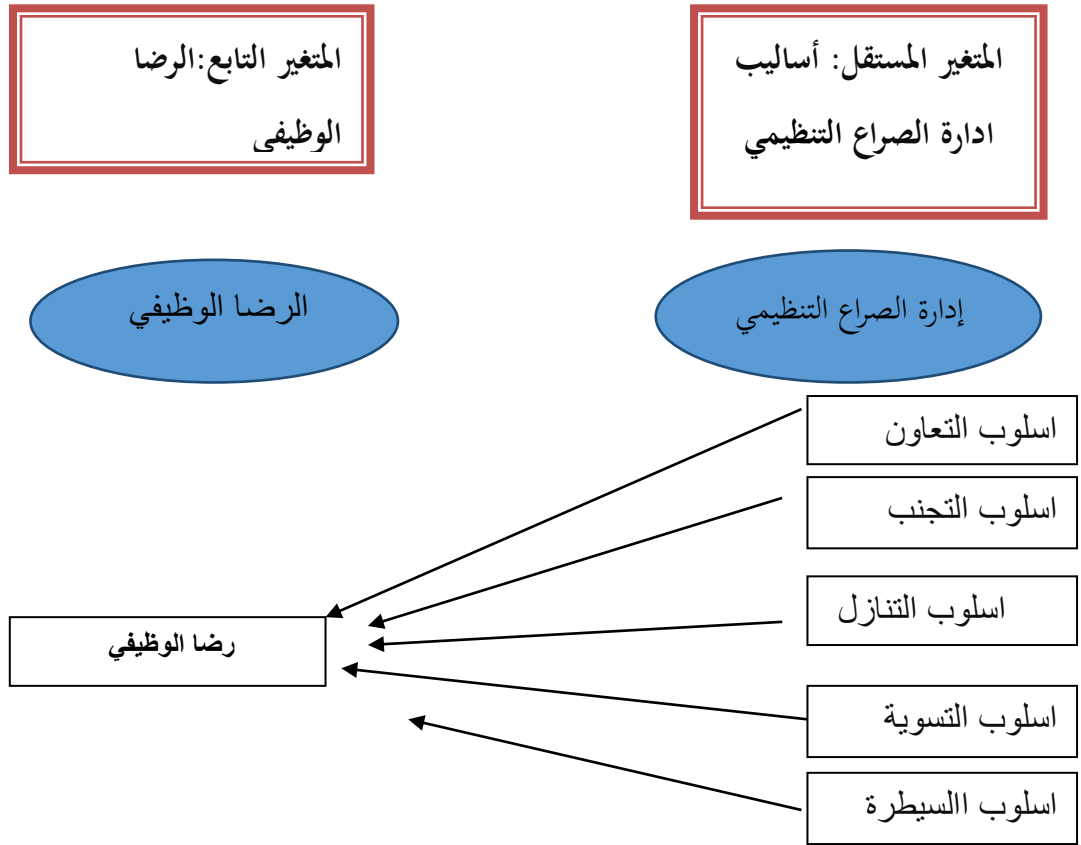 المتغير المستقل: أساليب
ادارة الصراع التنظيمي
المتغير التابع:الرضا
الوظيفي
إدارة الصراع التنظيمي
الرضا الوظيفي
اسلوب التعاون
اسلوب التجنب
اسلوب التنازل
رضا الوظيفي
اسلوب التسوية
اسلوب االسيطرة